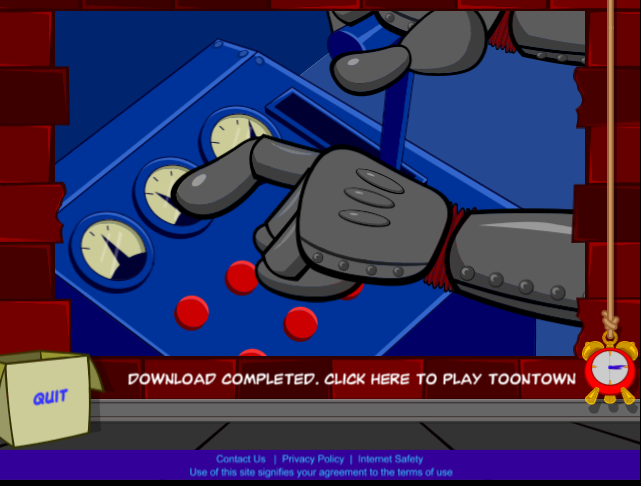 QUIT
DOWNLOAD COMPLETED. CLICK HERE TO PLAY TOONTOWN
Contact Us | Privacy Policy | Internet Safety
Use of this site signifies your agreement to the terms of use